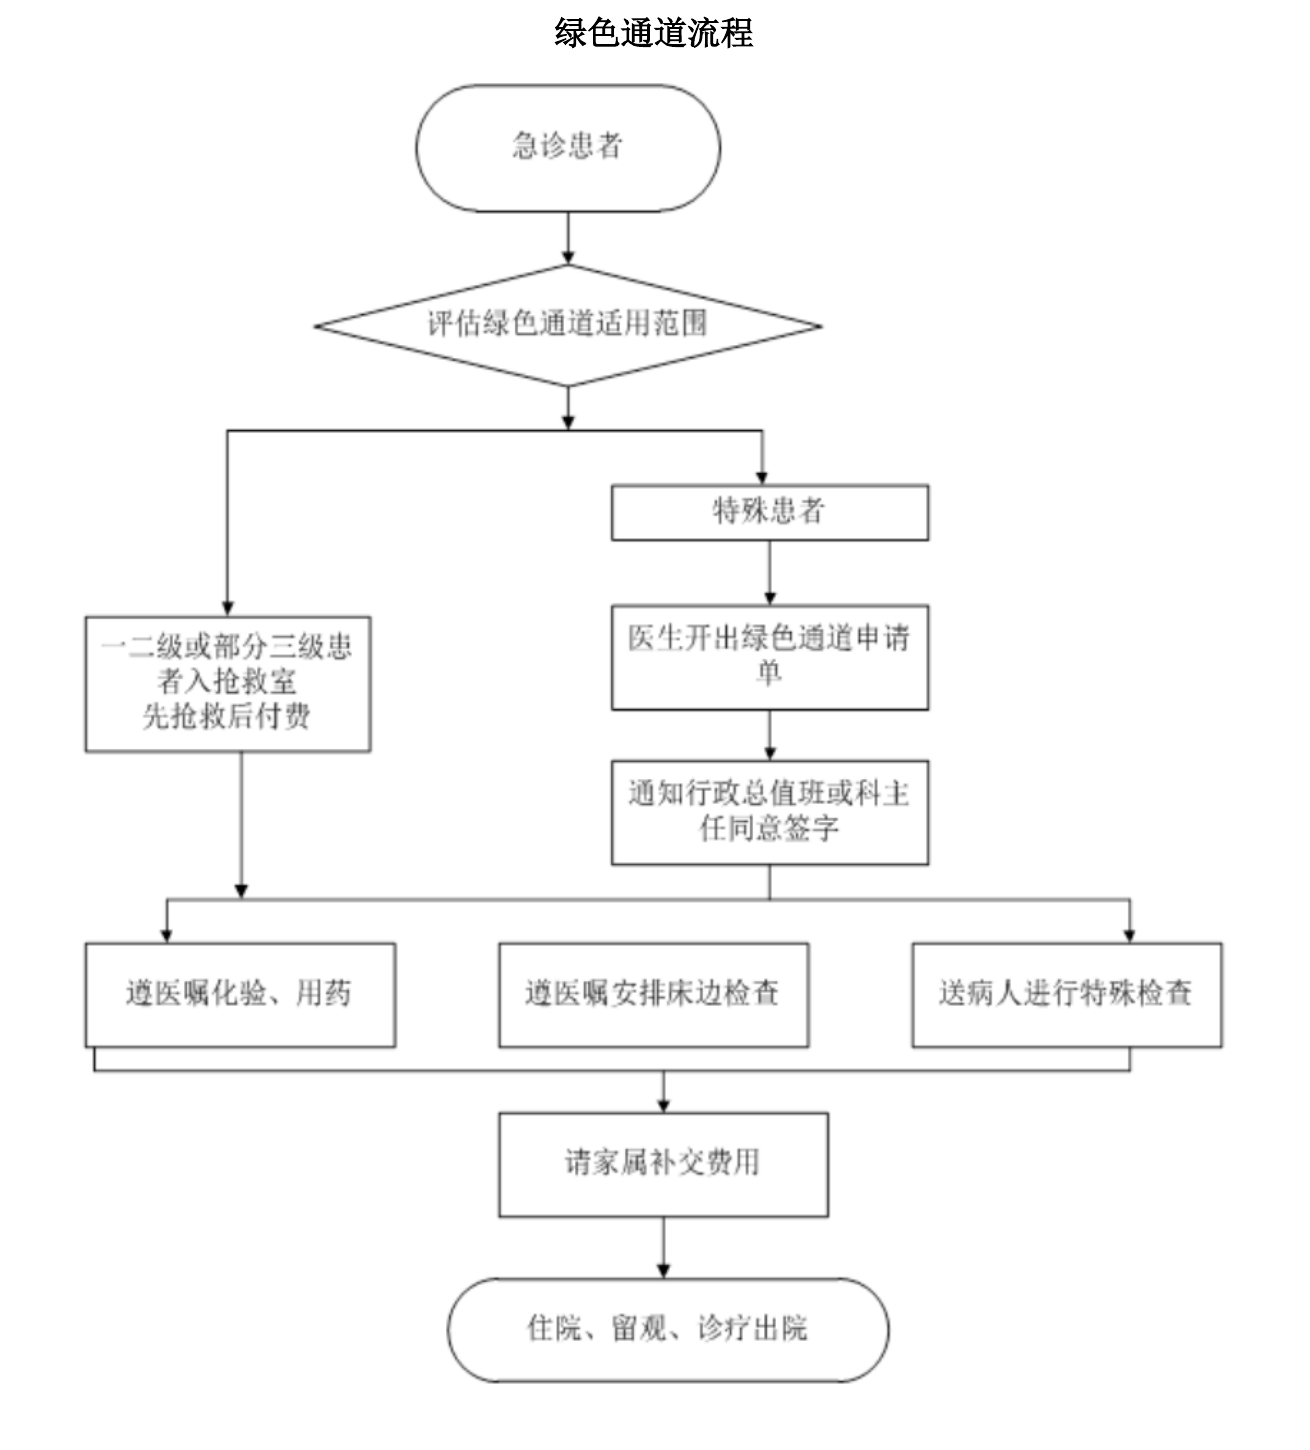 绿色通道流程
急诊患者
评估绿色通道适用范围
特殊患者
医生开出绿色通道申请
单
一二级或部分三级患
者入抢救室
先抢救后付费
通知行政总值班或科主
任同意签字
遵医嘱化验、用药
遵医嘱安排床边检查
送病人进行特殊检查
请家属补交费用
住院、留观、诊疗出院